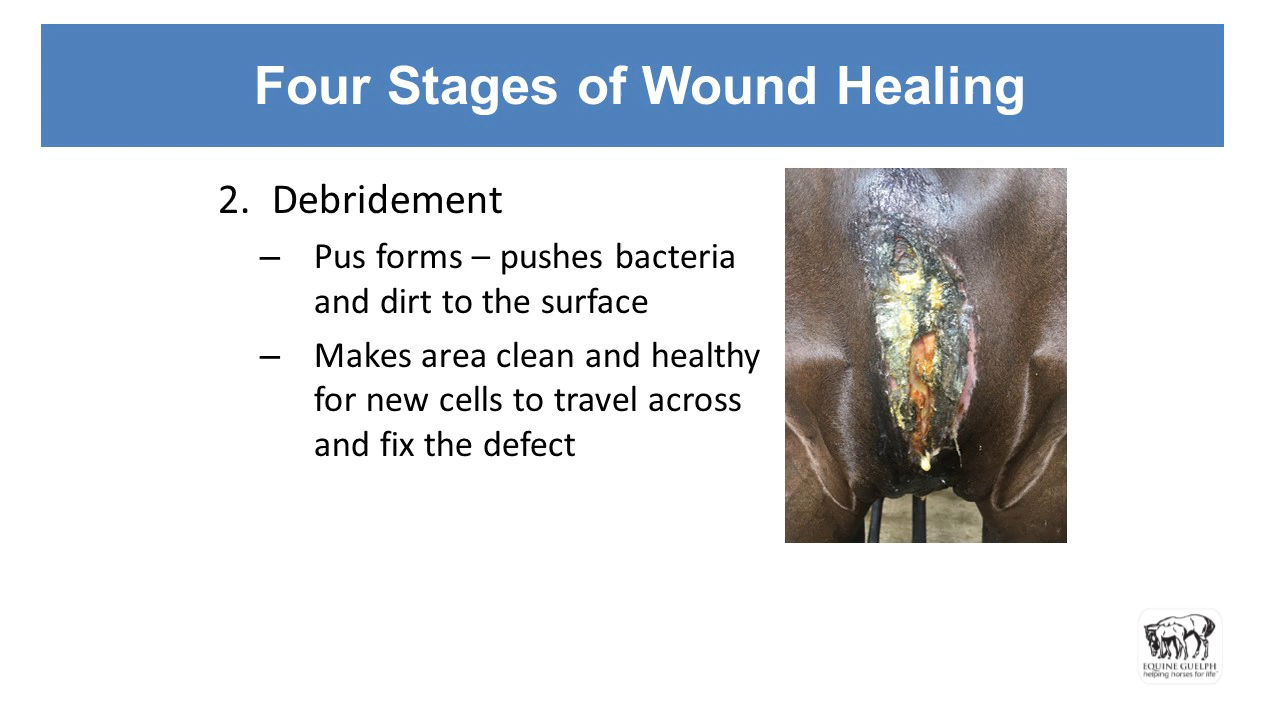 Four Stages of Wound Healing
2. Debridement
– Pus forms – pushes bacteria
and dirt to the surface
– Makes area clean and healthy
for new cells to travel across
and fix the defect
EQUINE GUELPH
helping horses for life™